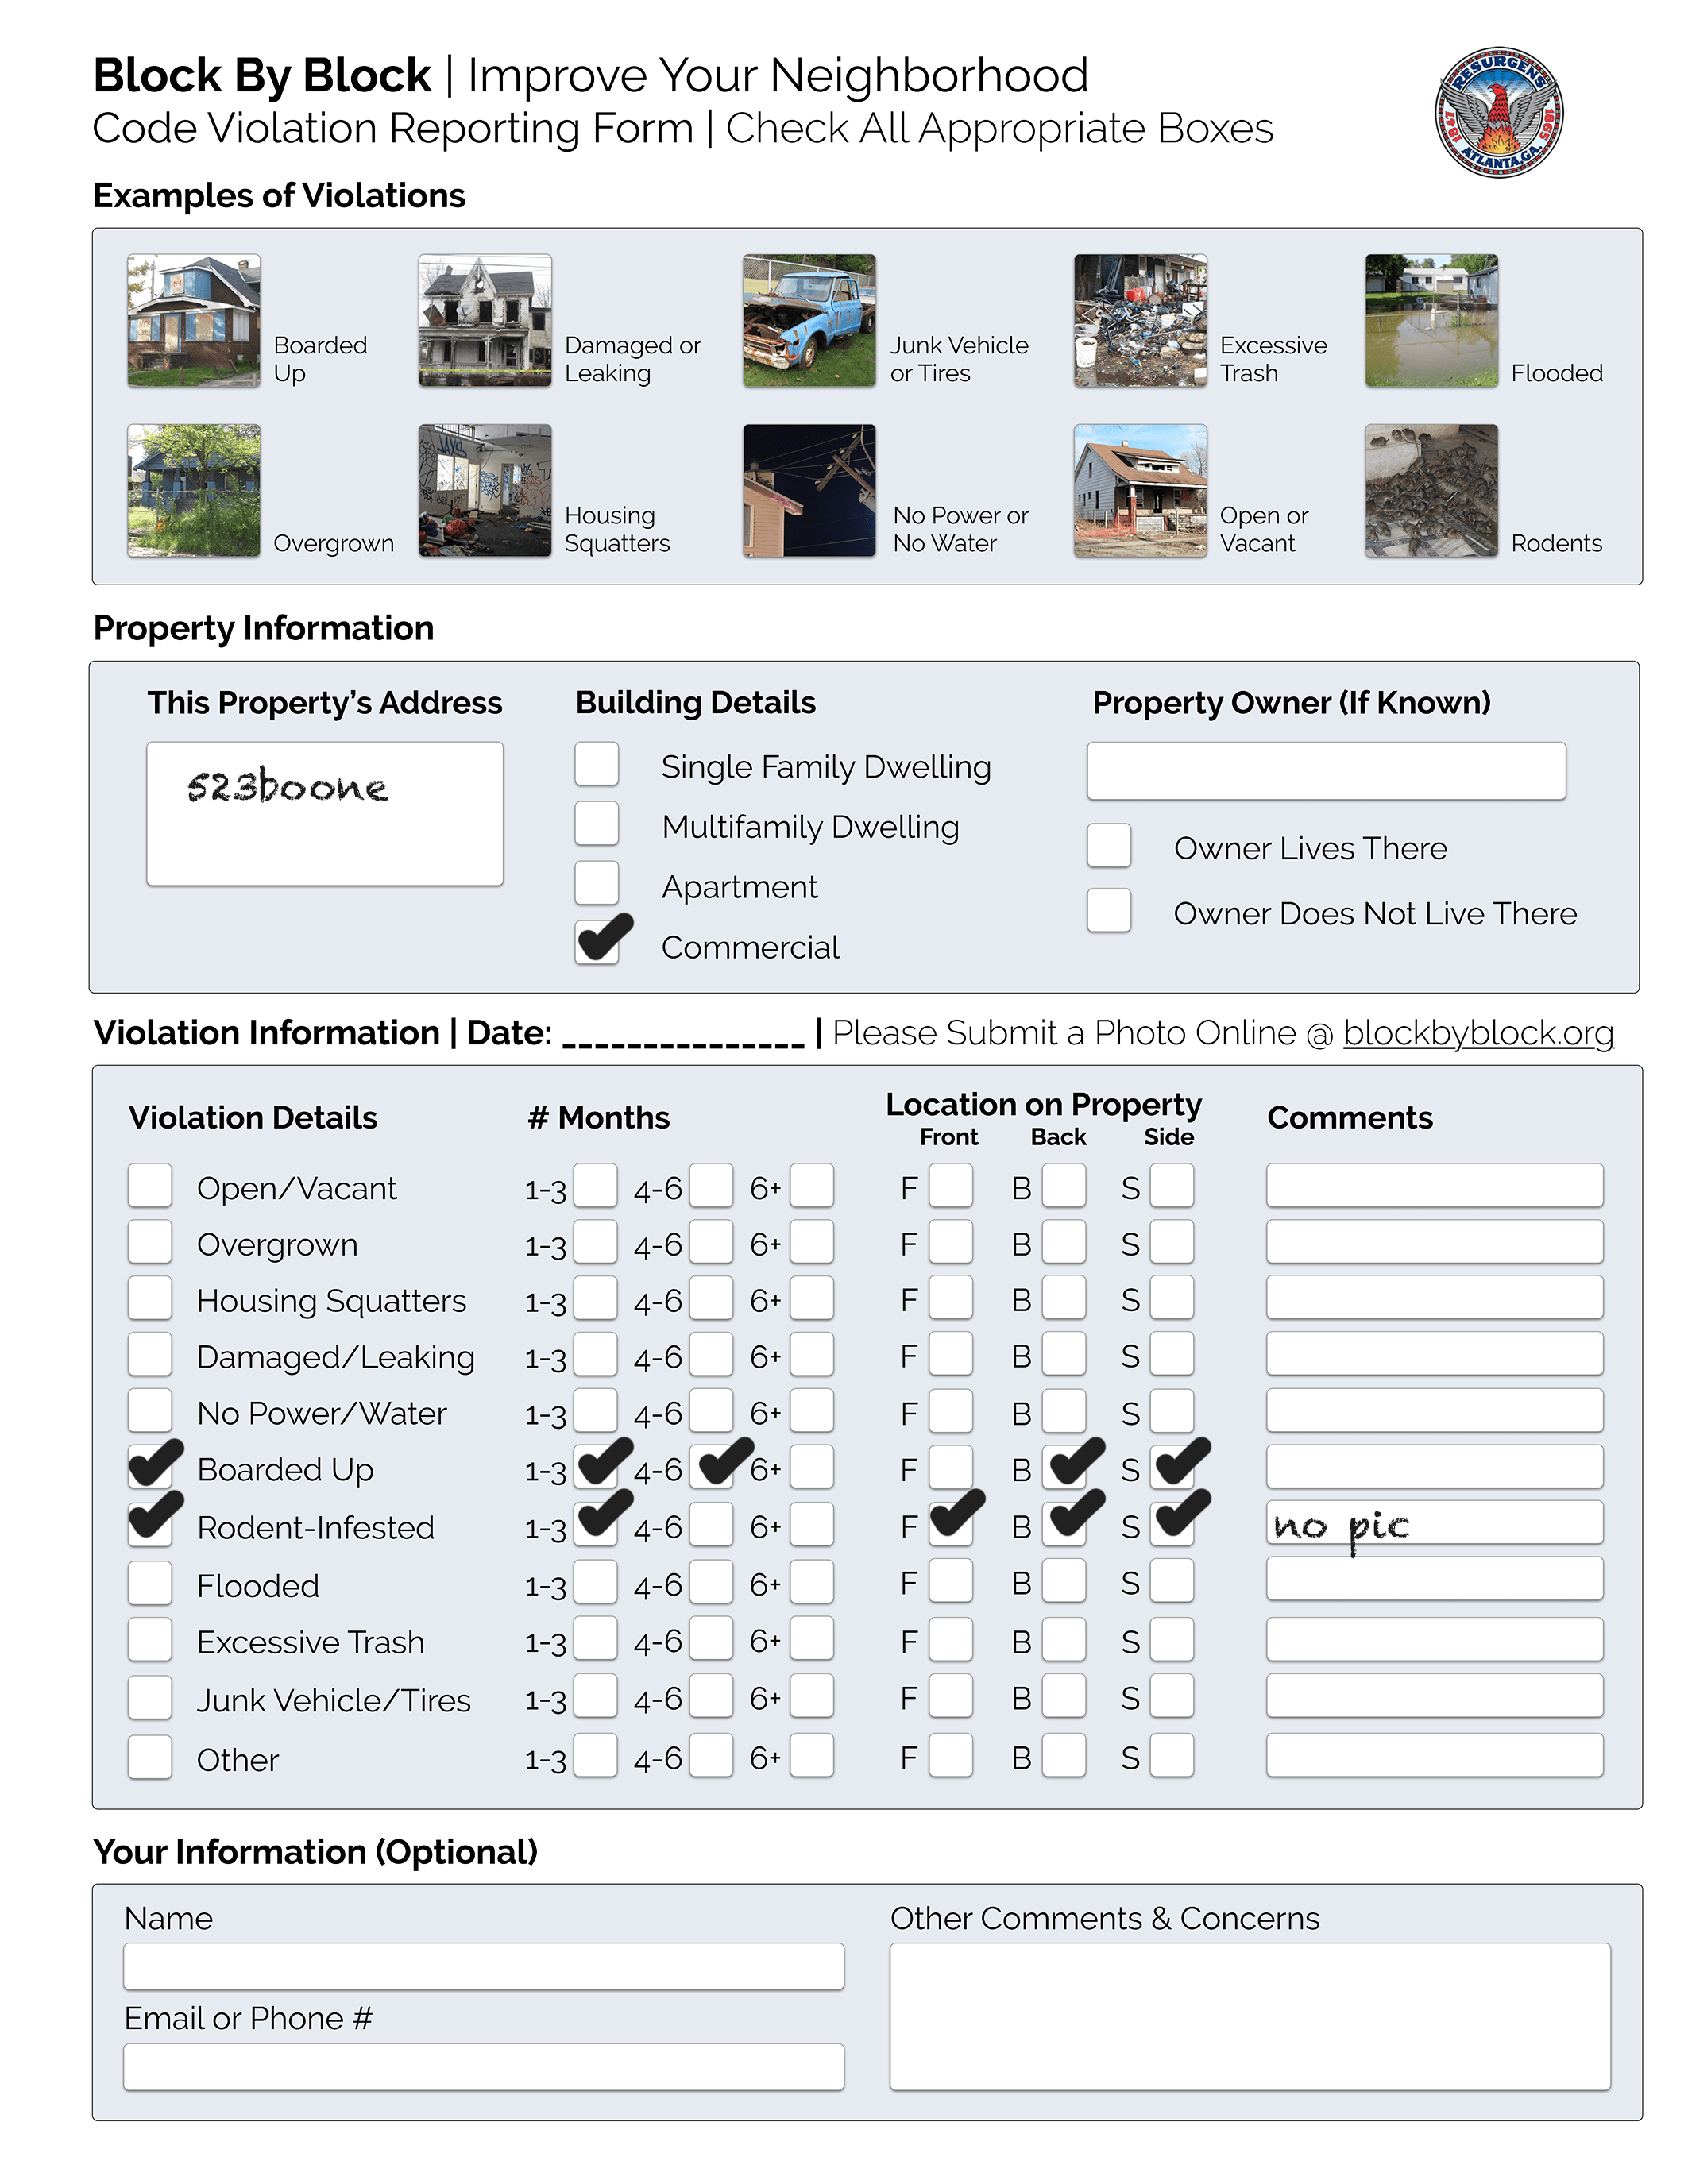 Block By Block | Improve Your Neighborhood
Code Violation Reporting Form | Check All Appropriate Boxes
RESURGENS
1847
1865
ATLANTA, GA.
Examples of Violations
Boarded
Up
Damaged or
Leaking
Junk Vehicle
or Tires
Excessive
Trash
Flooded
Overgrown
Housing
Squatters
No Power or
No Water
Open or
Vacant
Rodents
Property Information
This Property's Address
523boone
Building Details
Single Family Dwelling
Multifamily Dwelling
Apartment
Commercial
Property Owner (If Known)
Owner Lives There
Owner Does Not Live There
Violation Information | Date: _______________ | Please Submit a Photo Online @ blockbyblock.org
Violation Details # Months Location on Property Comments
Front Back Side
Open/Vacant 1-3 4-6 6+ F B S
Overgrown 1-3 4-6 6+ F B S
Housing Squatters 1-3 4-6 6+ F B S
Damaged/Leaking 1-3 4-6 6+ F B S
No Power/Water 1-3 4-6 6+ F B S
Boarded Up 1-3 4-6 6+ F B S
Rodent-Infested 1-3 4-6 6+ F B S no pic
Flooded 1-3 4-6 6+ F B S
Excessive Trash 1-3 4-6 6+ F B S
Junk Vehicle/Tires 1-3 4-6 6+ F B S
Other 1-3 4-6 6+ F B S
Your Information (Optional)
Name
Email or Phone #
Other Comments & Concerns